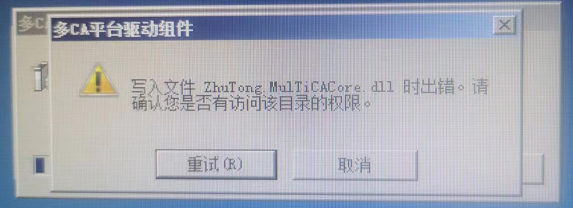 多CA平台驱动组件
写入文件 ZhuTong.MulTiCACore.dll 时出错。请
确认您是否有访问该目录的权限。
重试(R)
取消